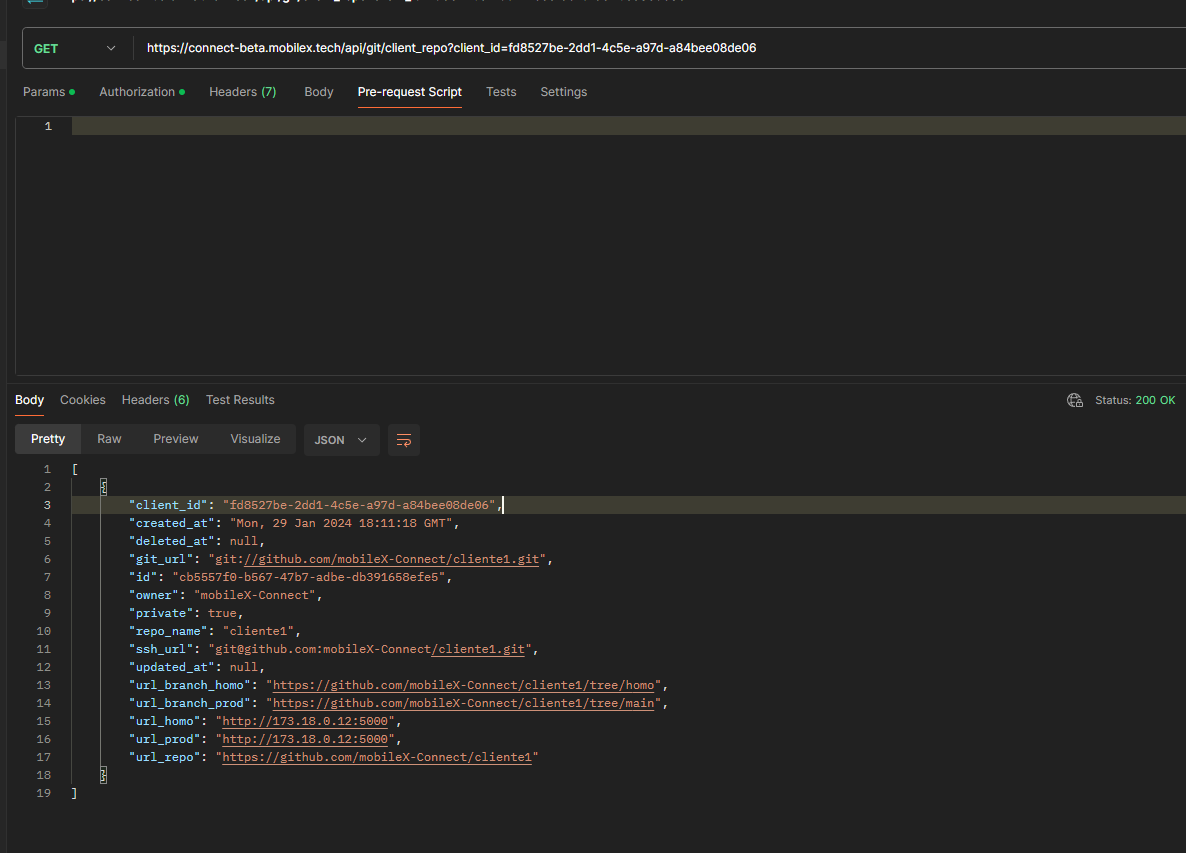 GET https://connect-beta.mobilex.tech/api/git/client_repo?client_id=fd8527be-2dd1-4c5e-a97d-a84bee08de06
Params Authorization Headers (7) Body Pre-request Script Tests Settings
1
Body Cookies Headers (6) Test Results Status: 200 OK
Pretty Raw Preview Visualize JSON
1 [
2 {
3 "client_id": "fd8527be-2dd1-4c5e-a97d-a84bee08de06",
4 "created_at": "Mon, 29 Jan 2024 18:11:18 GMT",
5 "deleted_at": null,
6 "git_url": "git://github.com/mobileX-Connect/cliente1.git",
7 "id": "cb5557f0-b567-47b7-adbe-db391658efe5",
8 "owner": "mobileX-Connect",
9 "private": true,
10 "repo_name": "cliente1",
11 "ssh_url": "git@github.com:mobileX-Connect/cliente1.git",
12 "updated_at": null,
13 "url_branch_homo": "https://github.com/mobileX-Connect/cliente1/tree/homo",
14 "url_branch_prod": "https://github.com/mobileX-Connect/cliente1/tree/main",
15 "url_homo": "http://173.18.0.12:5000",
16 "url_prod": "http://173.18.0.12:5000",
17 "url_repo": "https://github.com/mobileX-Connect/cliente1"
18 }
19 ]